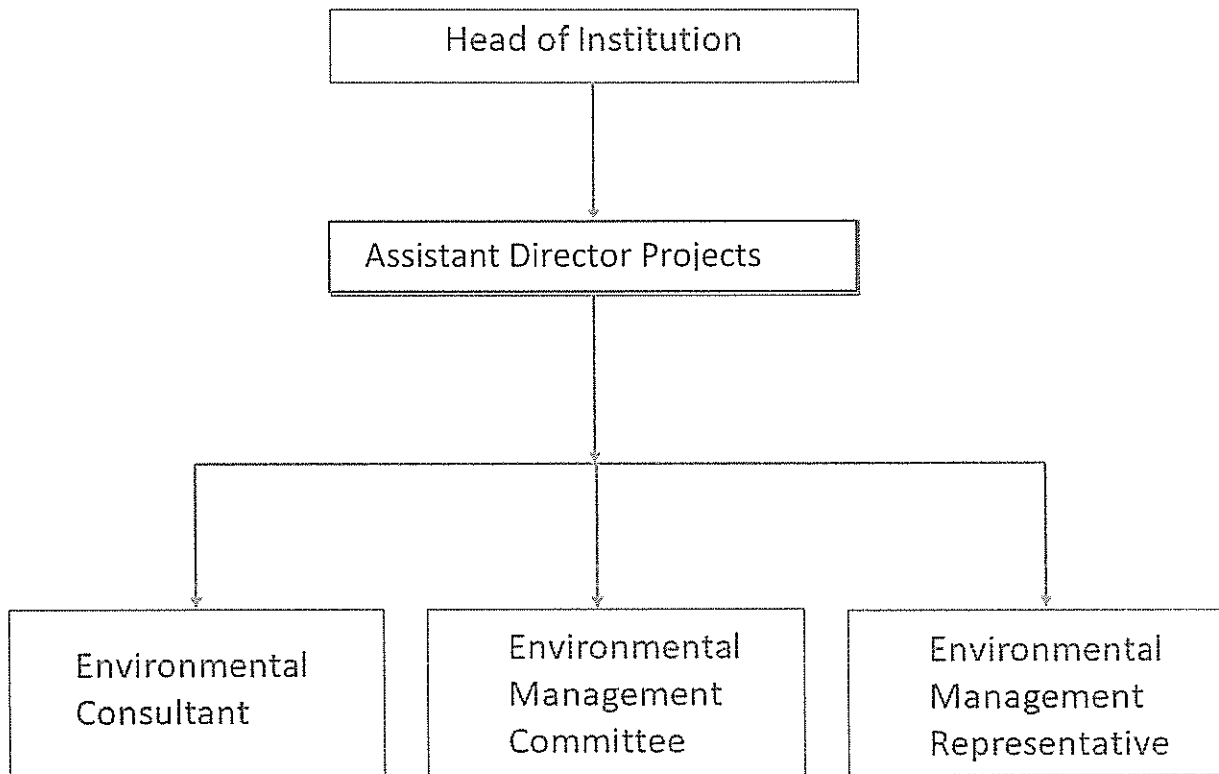 Head of Institution
Assistant Director Projects
Environmental
Consultant
Environmental
Management
Committee
Environmental
Management
Representative